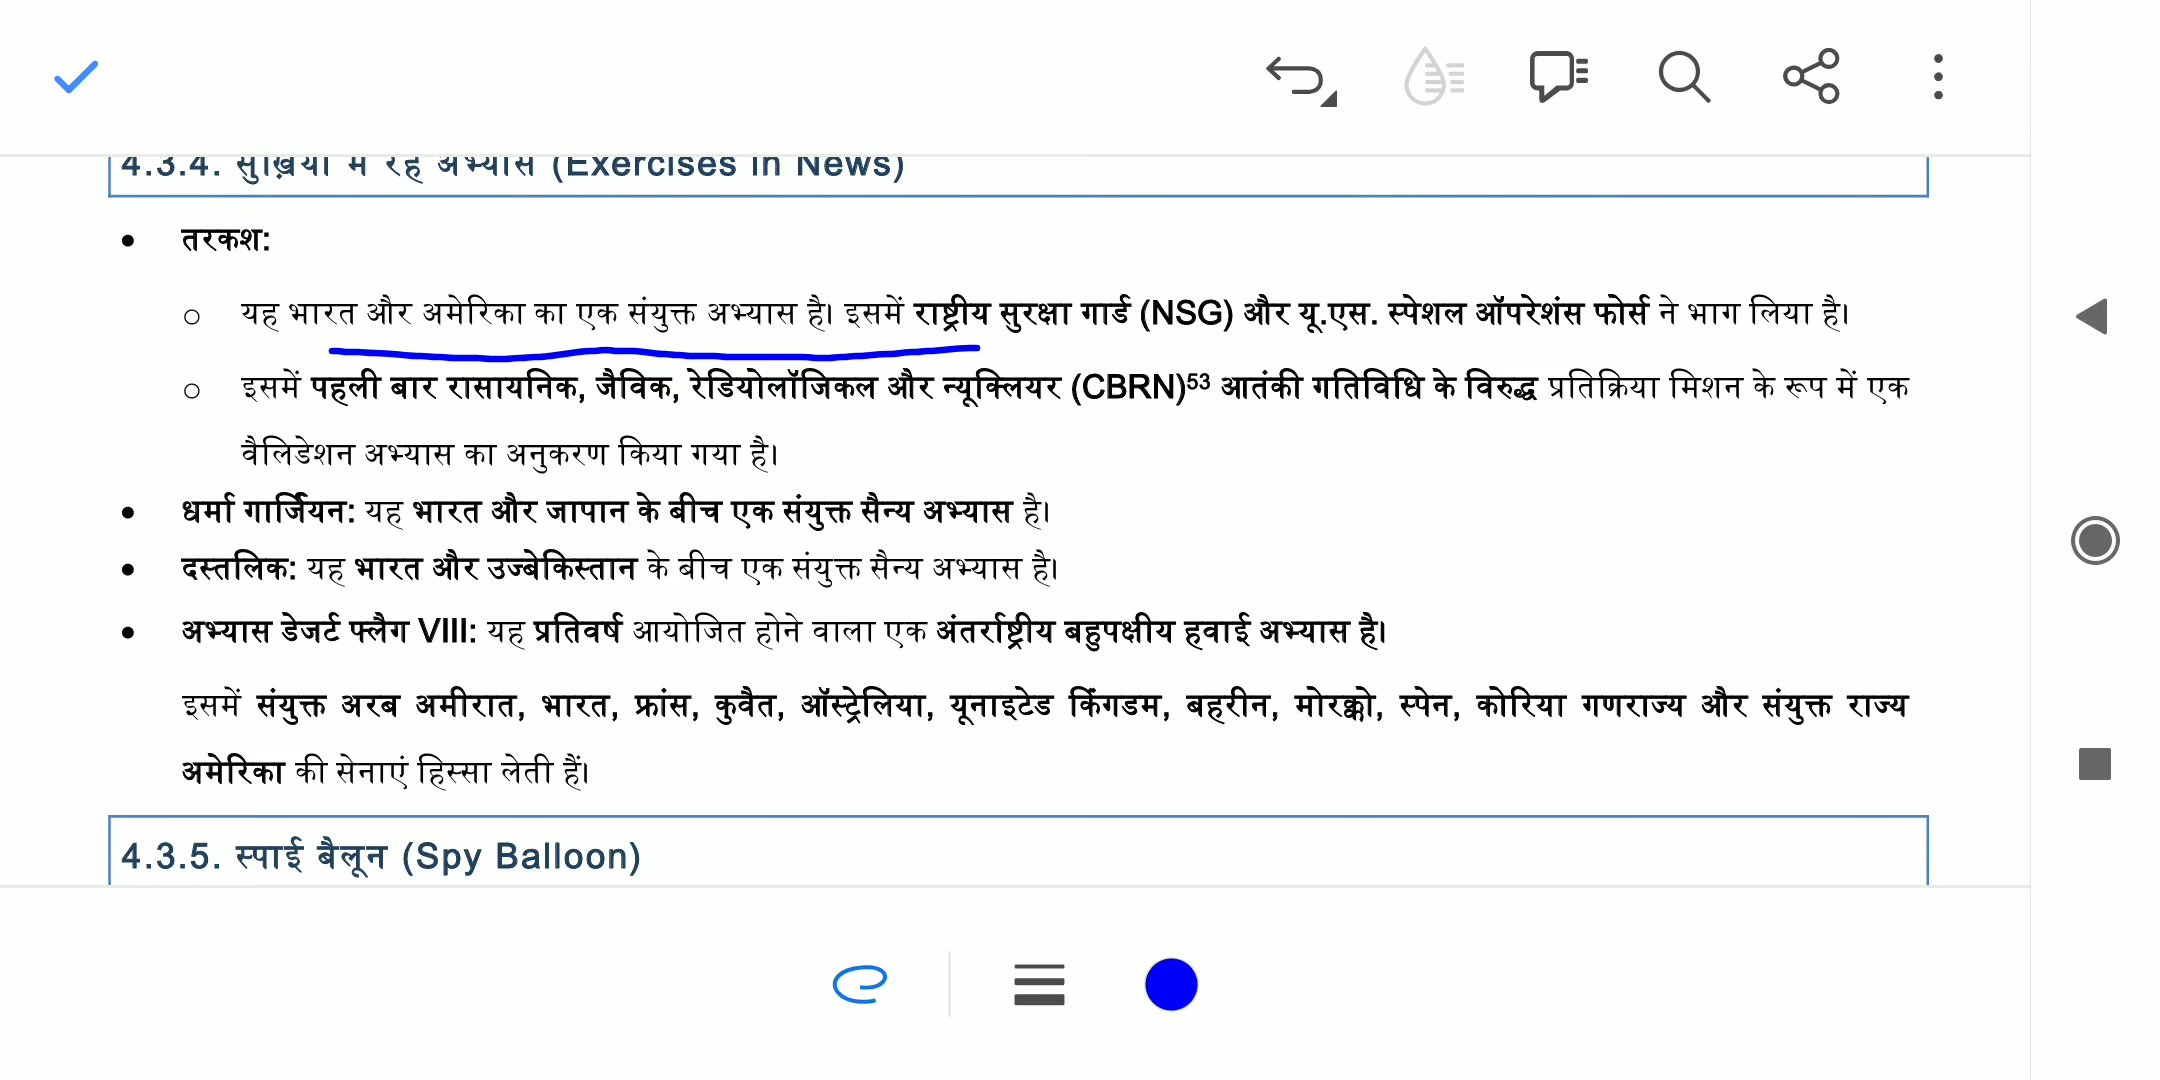 4.3.4. सुर्ख़ियों में रहे अभ्यास (Exercises in News)
• तरकश:
○ यह भारत और अमेरिका का एक संयुक्त अभ्यास है। इसमें राष्ट्रीय सुरक्षा गार्ड (NSG) और यू.एस. स्पेशल ऑपरेशंस फोर्स ने भाग लिया है।
○ इसमें पहली बार रासायनिक, जैविक, रेडियोलॉजिकल और न्यूक्लियर (CBRN)⁵³ आतंकी गतिविधि के विरुद्ध प्रतिक्रिया मिशन के रूप में एक
वैलिडेशन अभ्यास का अनुकरण किया गया है।
• धर्मा गार्जियन: यह भारत और जापान के बीच एक संयुक्त सैन्य अभ्यास है।
• दस्तलिक: यह भारत और उज्बेकिस्तान के बीच एक संयुक्त सैन्य अभ्यास है।
• अभ्यास डेजर्ट फ्लैग VIII: यह प्रतिवर्ष आयोजित होने वाला एक अंतर्राष्ट्रीय बहुपक्षीय हवाई अभ्यास है।
इसमें संयुक्त अरब अमीरात, भारत, फ्रांस, कुवैत, ऑस्ट्रेलिया, यूनाइटेड किंगडम, बहरीन, मोरक्को, स्पेन, कोरिया गणराज्य और संयुक्त राज्य
अमेरिका की सेनाएं हिस्सा लेती हैं।
4.3.5. स्पाई बैलून (Spy Balloon)